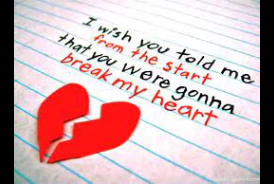 I wish you told me
from the start
that you were gonna
break my heart